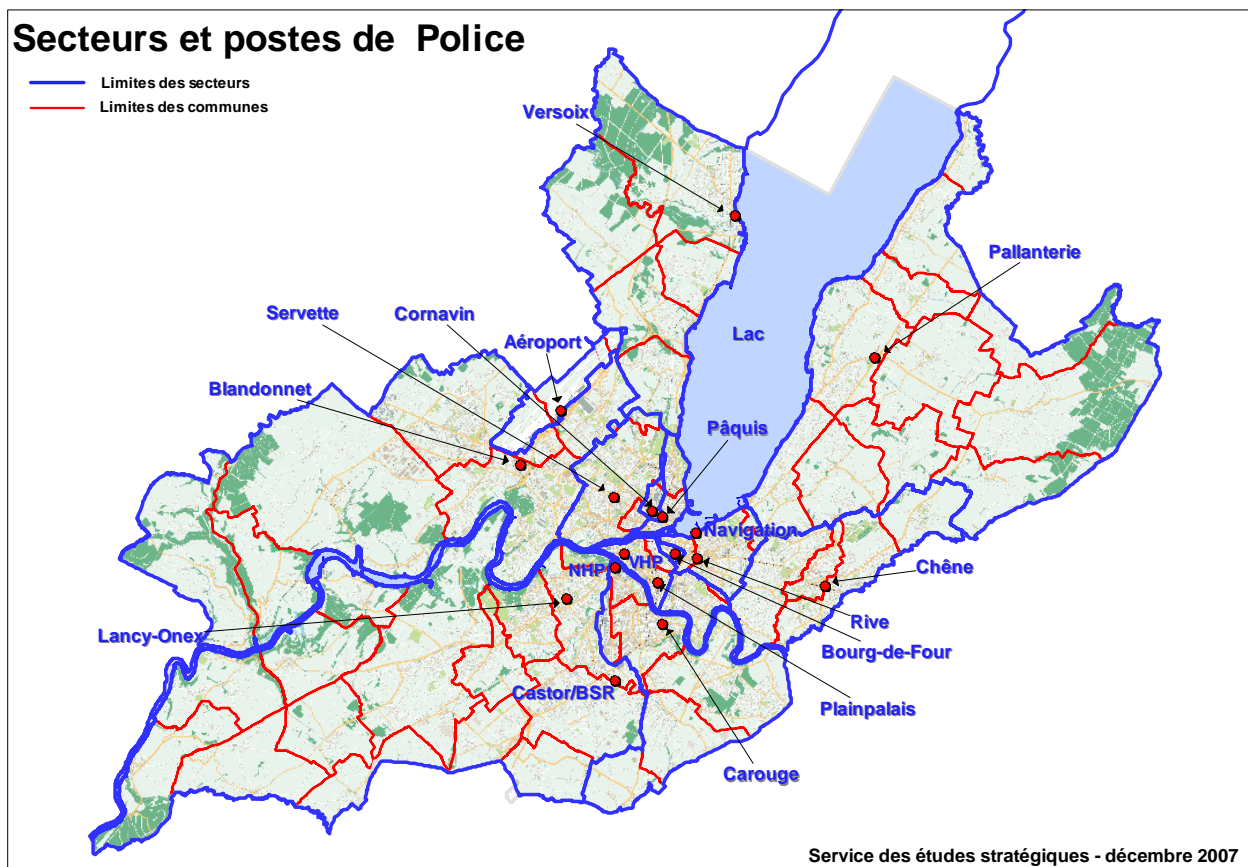 Secteurs et postes de Police
Limites des secteurs
Limites des communes
Versoix
Pallanterie
Servette
Cornavin
Lac
Aéroport
Blandonnet
Pâquis
Navigation
NHP
VHP
Chêne
Rive
Lancy-Onex
Bourg-de-Four
Castor/BSR
Plainpalais
Carouge
Service des études stratégiques - décembre 2007